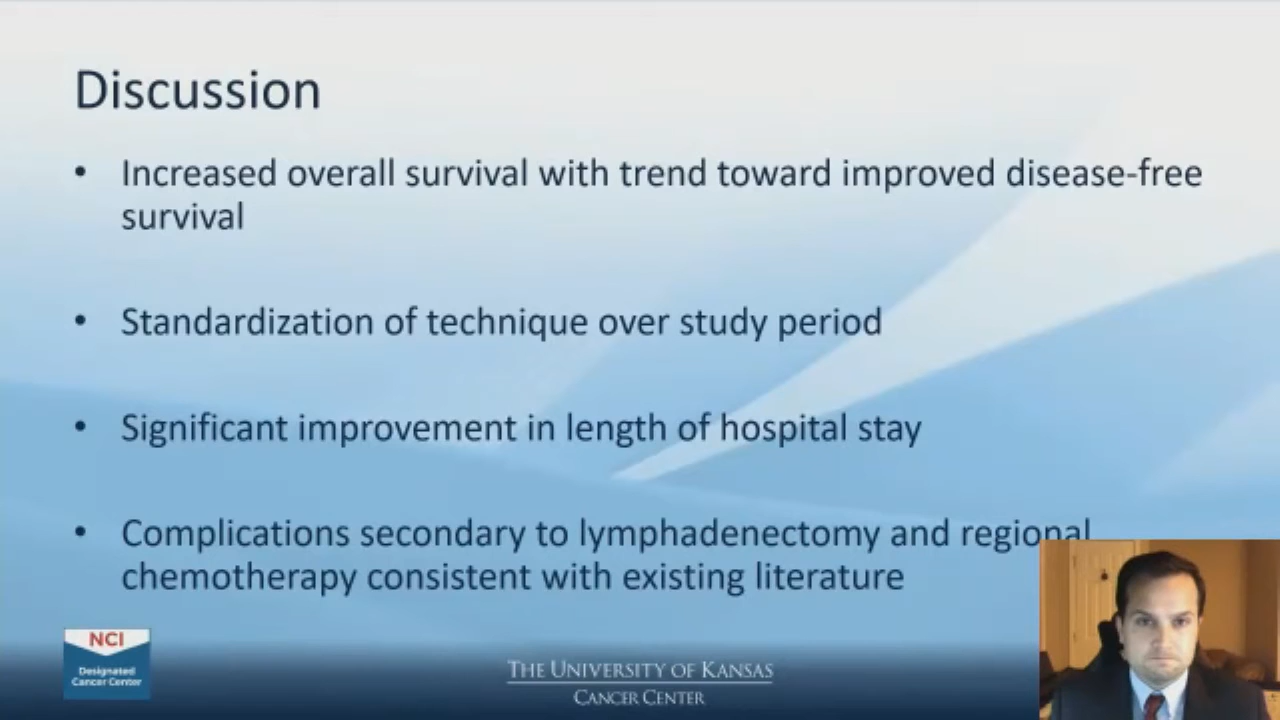 Discussion
• Increased overall survival with trend toward improved disease-free
survival
• Standardization of technique over study period
• Significant improvement in length of hospital stay
• Complications secondary to lymphadenectomy and regional
chemotherapy consistent with existing literature
NCI
Designated
Cancer Center
THE UNIVERSITY OF KANSAS
CANCER CENTER